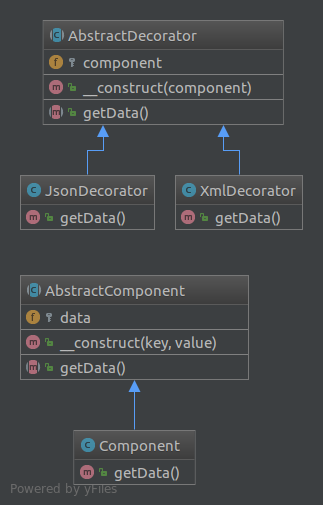 AbstractDecorator
component
__construct(component)
getData()
JsonDecorator
getData()
XmlDecorator
getData()
AbstractComponent
data
__construct(key, value)
getData()
Component
getData()
Powered by yFiles